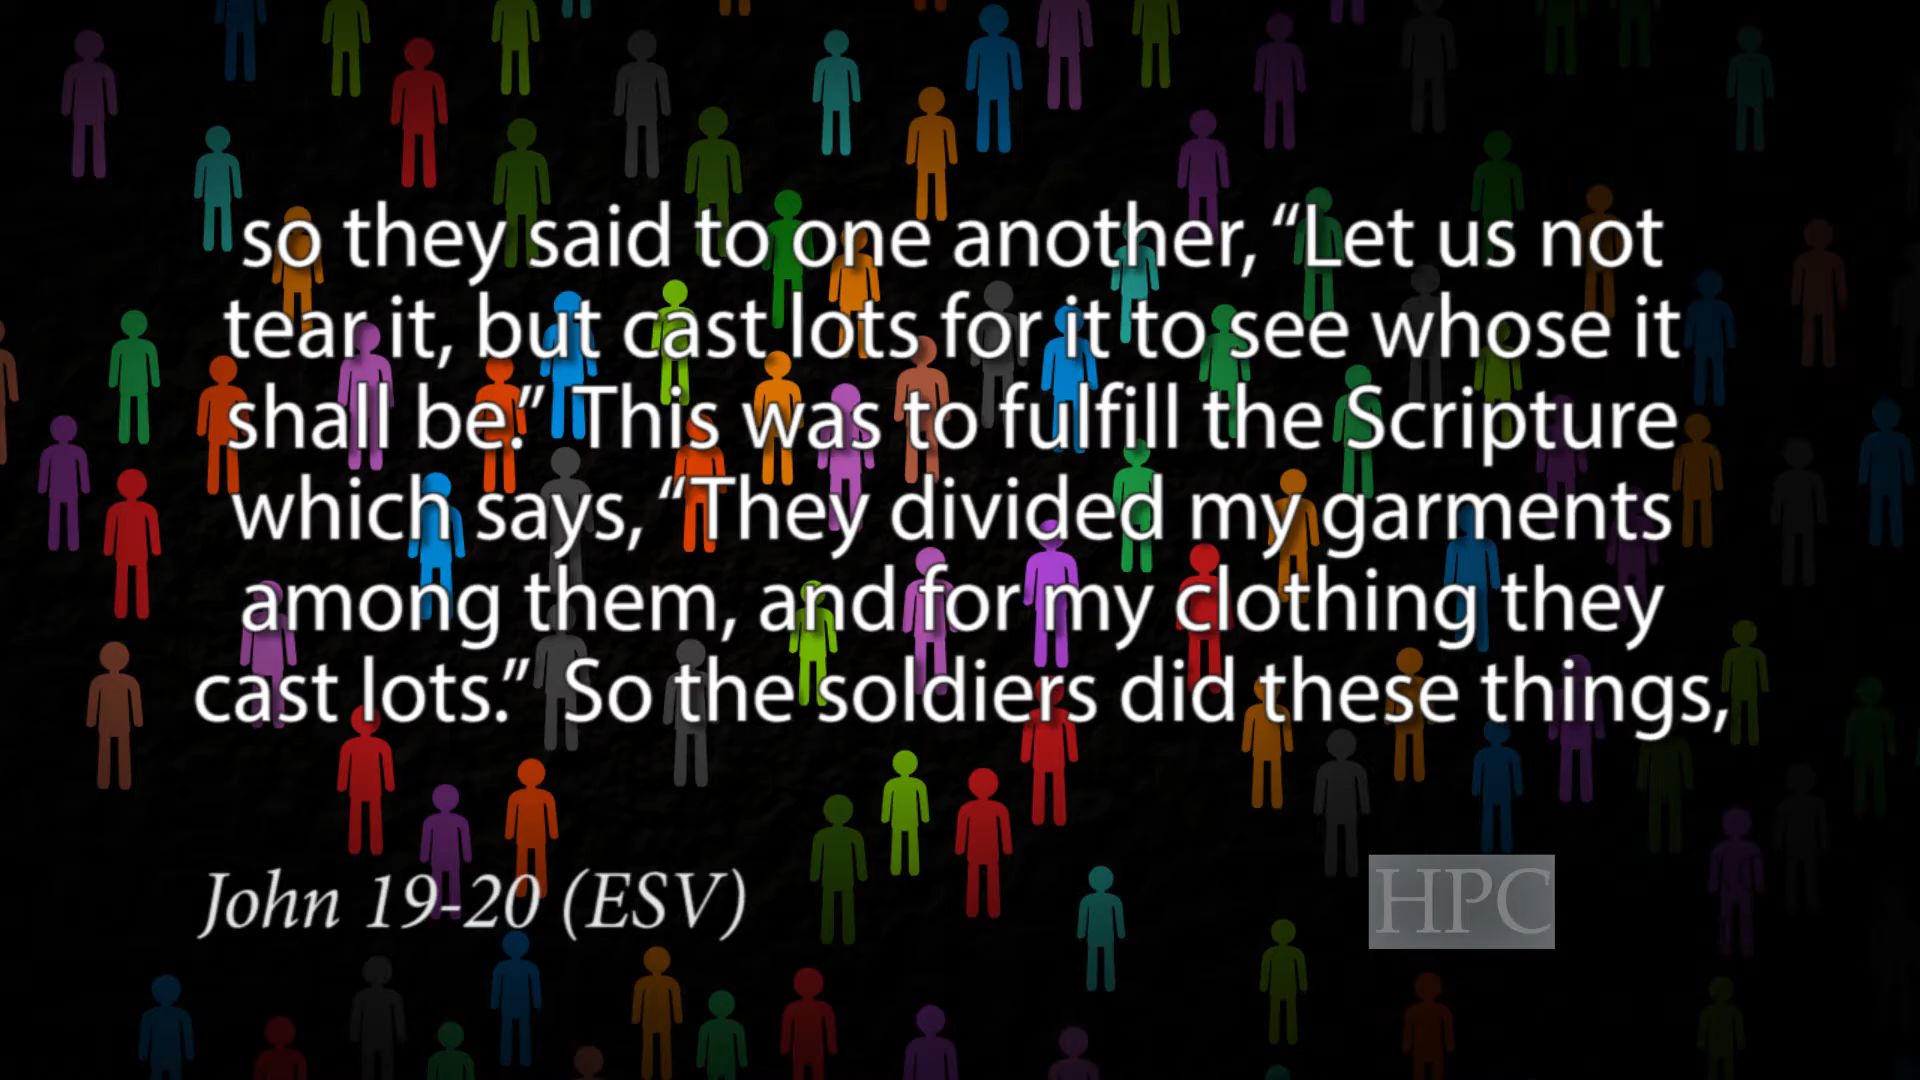 so they said to one another, “Let us not
tear it, but cast lots for it to see whose it
shall be.” This was to fulfill the Scripture
which says, “They divided my garments
among them, and for my clothing they
cast lots.” So the soldiers did these things,
John 19-20 (ESV)
HPC